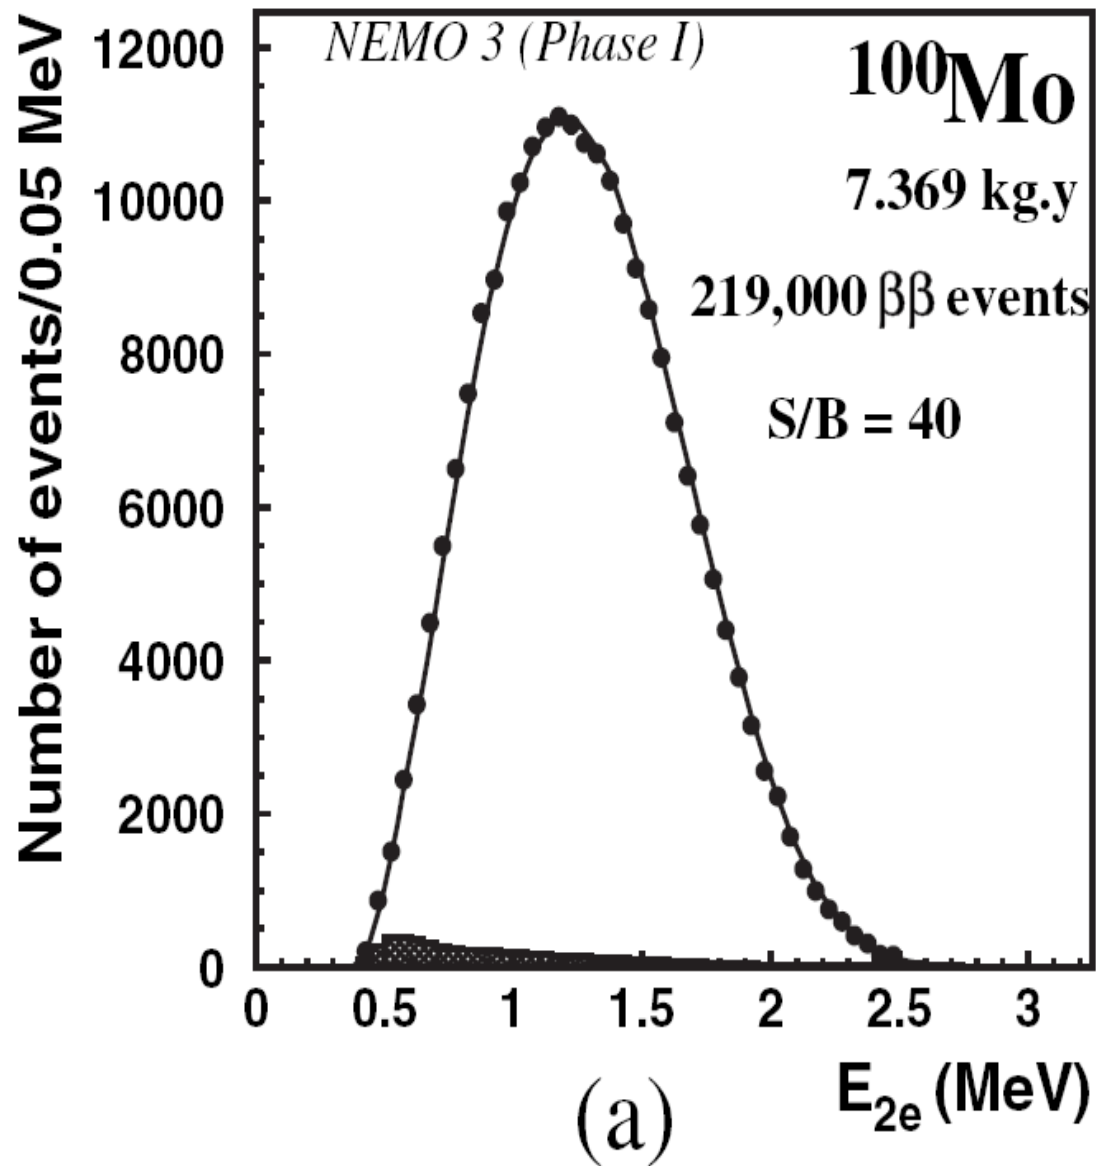 NEMO 3 (Phase I)
100Mo
7.369 kg.y
219,000 ββ events
S/B = 40
Number of events/0.05 MeV
12000
10000
8000
6000
4000
2000
0
0 0.5 1 1.5 2 2.5 3
E2e (MeV)
(a)